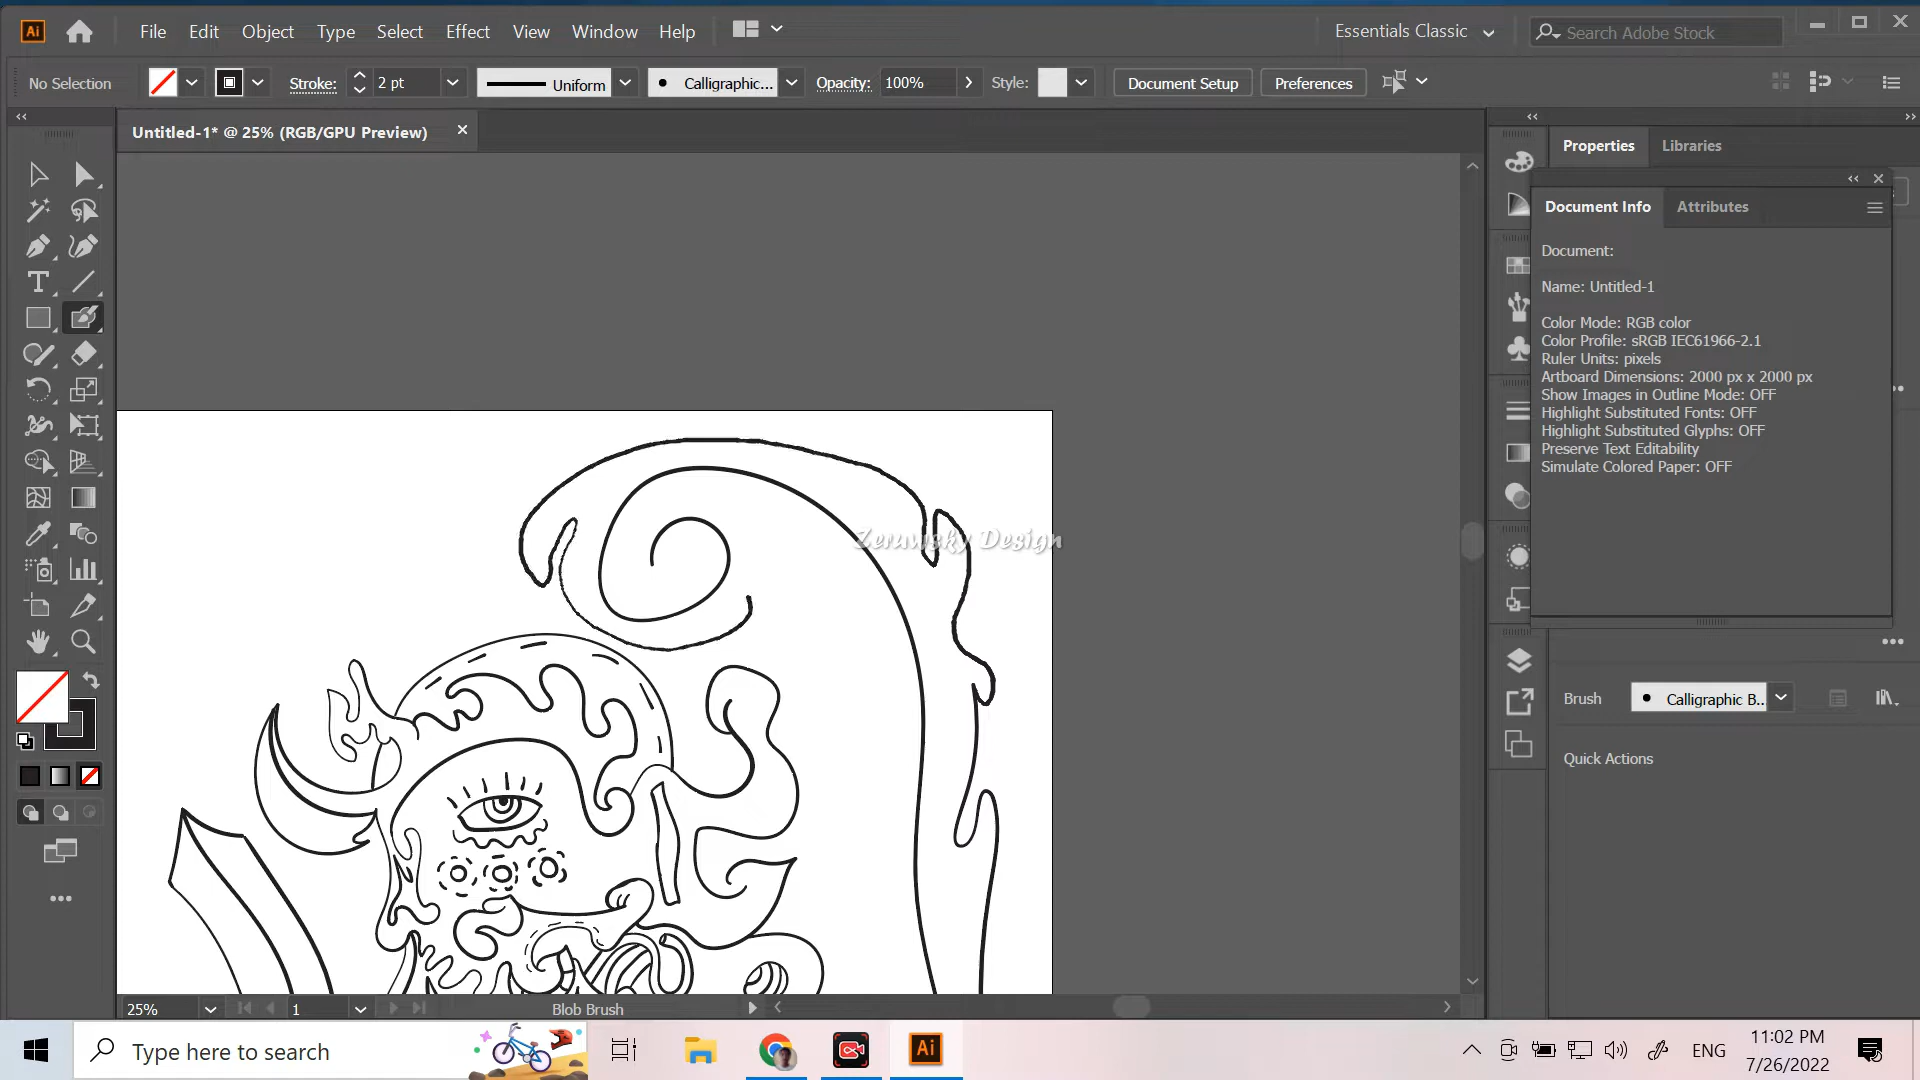 Ai File Edit Object Type Select Effect View Window Help Essentials Classic Search Adobe Stock
No Selection Stroke: 2 pt Uniform Calligraphic... Opacity: 100% Style: Document Setup Preferences
Untitled-1* @ 25% (RGB/GPU Preview)
Properties Libraries
Document Info Attributes
Document:
Name: Untitled-1
Color Mode: RGB color
Color Profile: sRGB IEC61966-2.1
Ruler Units: pixels
Artboard Dimensions: 2000 px x 2000 px
Show Images in Outline Mode: OFF
Highlight Substituted Fonts: OFF
Highlight Substituted Glyphs: OFF
Preserve Text Editability
Simulate Colored Paper: OFF
Zerawsky Design
Brush Calligraphic B...
Quick Actions
25% 1 Blob Brush
Type here to search Ai ENG 11:02 PM
7/26/2022